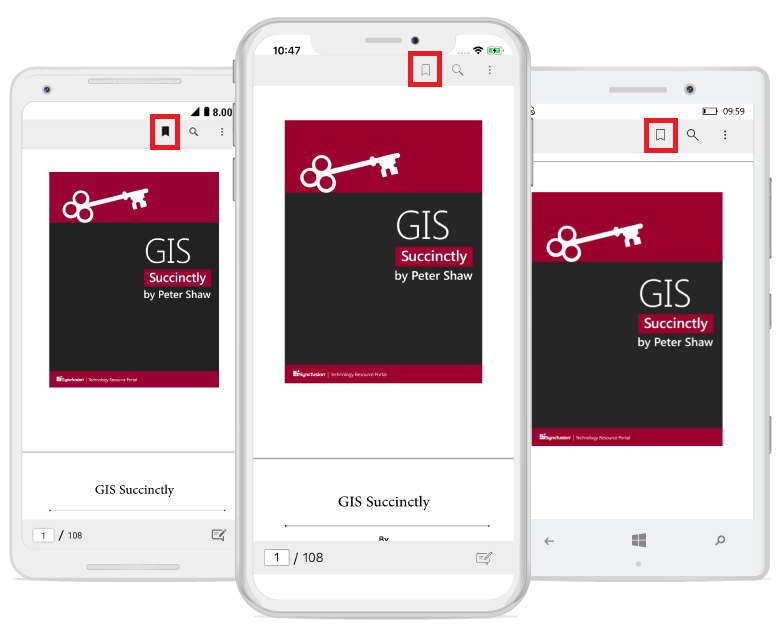 8.00
GIS
Succinctly
by Peter Shaw
Syncfusion | Technology Resource Portal
GIS Succinctly
1 / 108
10:47
GIS
Succinctly
by Peter Shaw
Syncfusion | Technology Resource Portal
GIS Succinctly
By
1 / 108
09:59
GIS
Succinctly
by Peter Shaw
Syncfusion | Technology Resource Portal